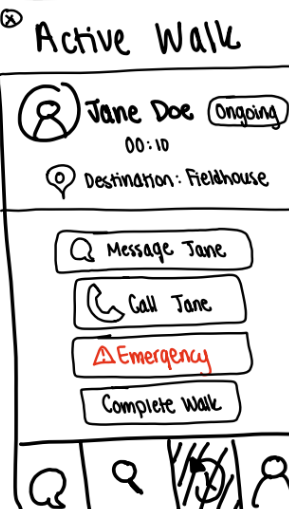 Active Walk
Jane Doe Ongoing
00:10
Destination: Fieldhouse
Message Jane
Call Jane
Emergency
Complete Walk